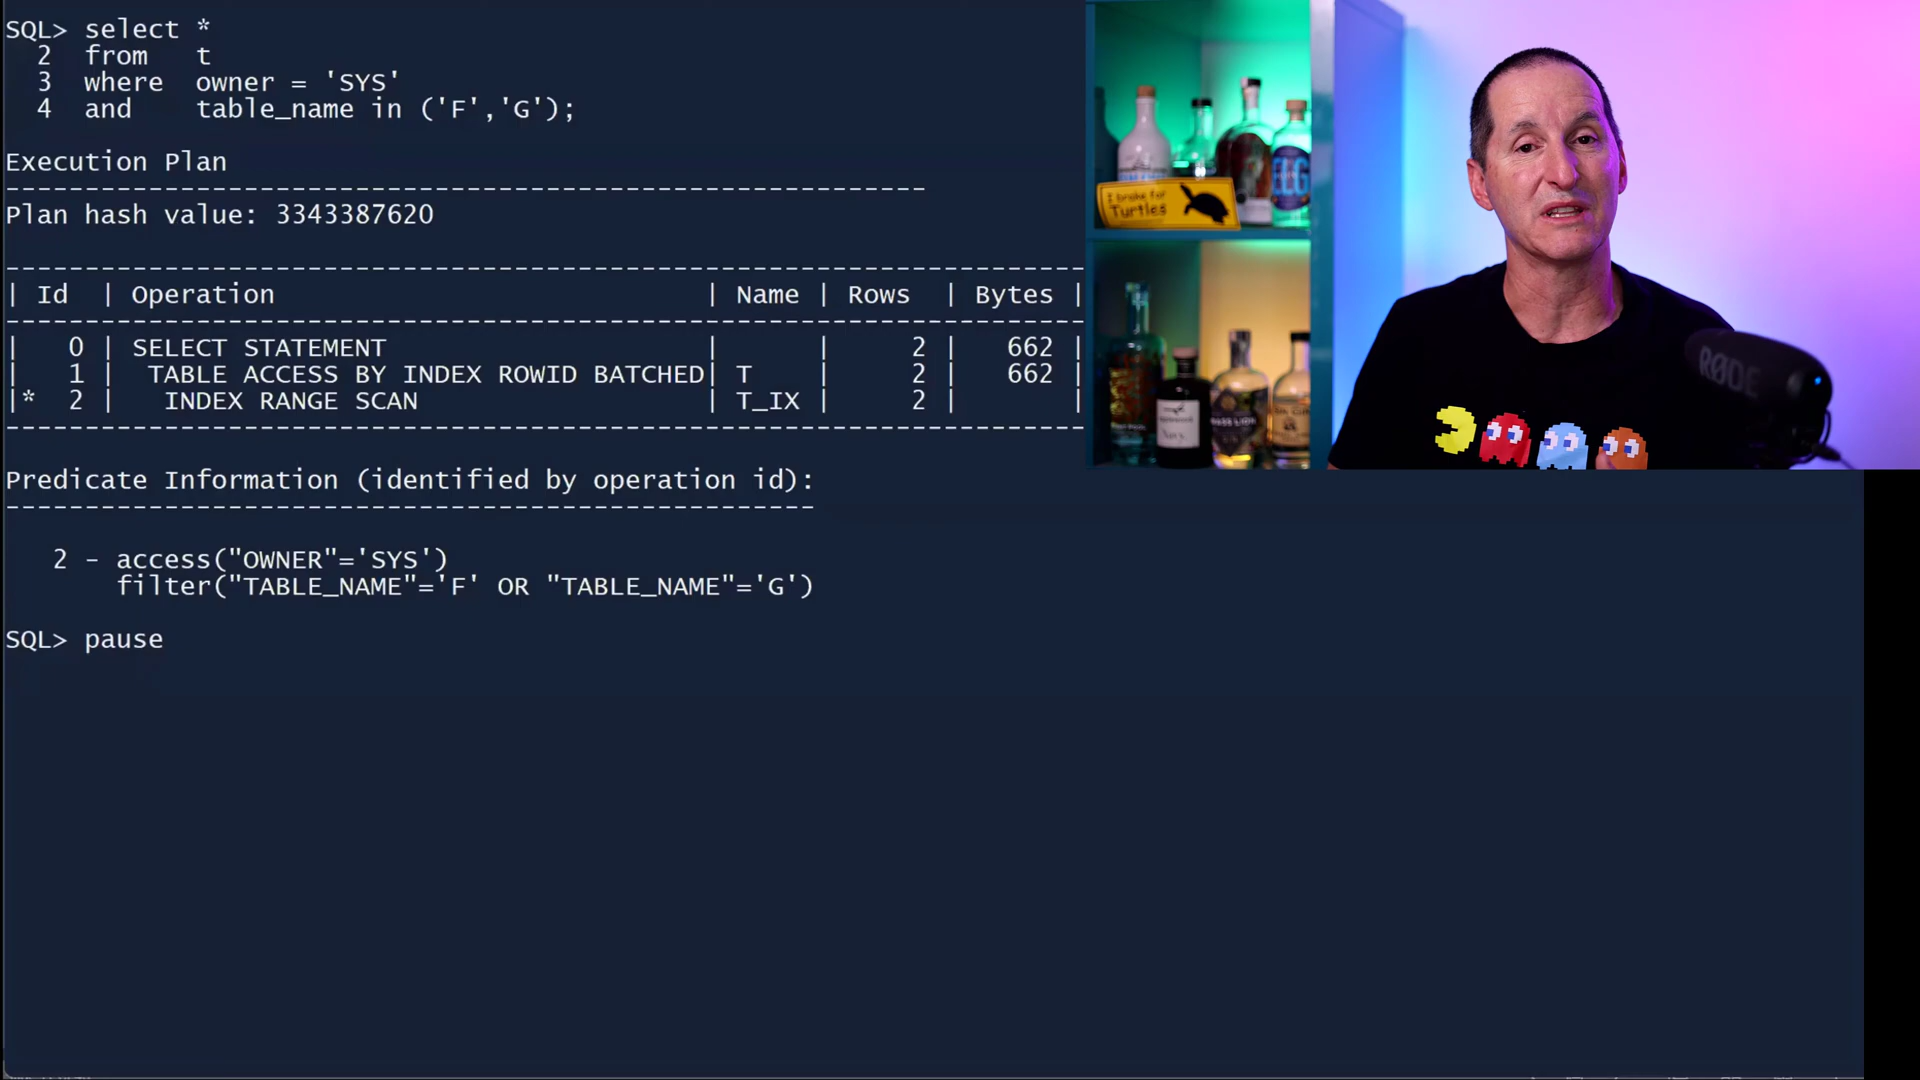 SQL> select *
  2  from   t
  3  where  owner = 'SYS'
  4  and    table_name in ('F','G');
Execution Plan
----------------------------------------------------------
Plan hash value: 3343387620
--------------------------------------------------------------------
| Id  | Operation                           | Name | Rows  | Bytes |
--------------------------------------------------------------------
|   0 | SELECT STATEMENT                    |      |     2 |   662 |
|   1 |  TABLE ACCESS BY INDEX ROWID BATCHED| T    |     2 |   662 |
|*  2 |   INDEX RANGE SCAN                  | T_IX |     2 |       |
--------------------------------------------------------------------
Predicate Information (identified by operation id):
---------------------------------------------------
   2 - access("OWNER"='SYS')
       filter("TABLE_NAME"='F' OR "TABLE_NAME"='G')
SQL> pause
I brake for
Turtles
RØDE